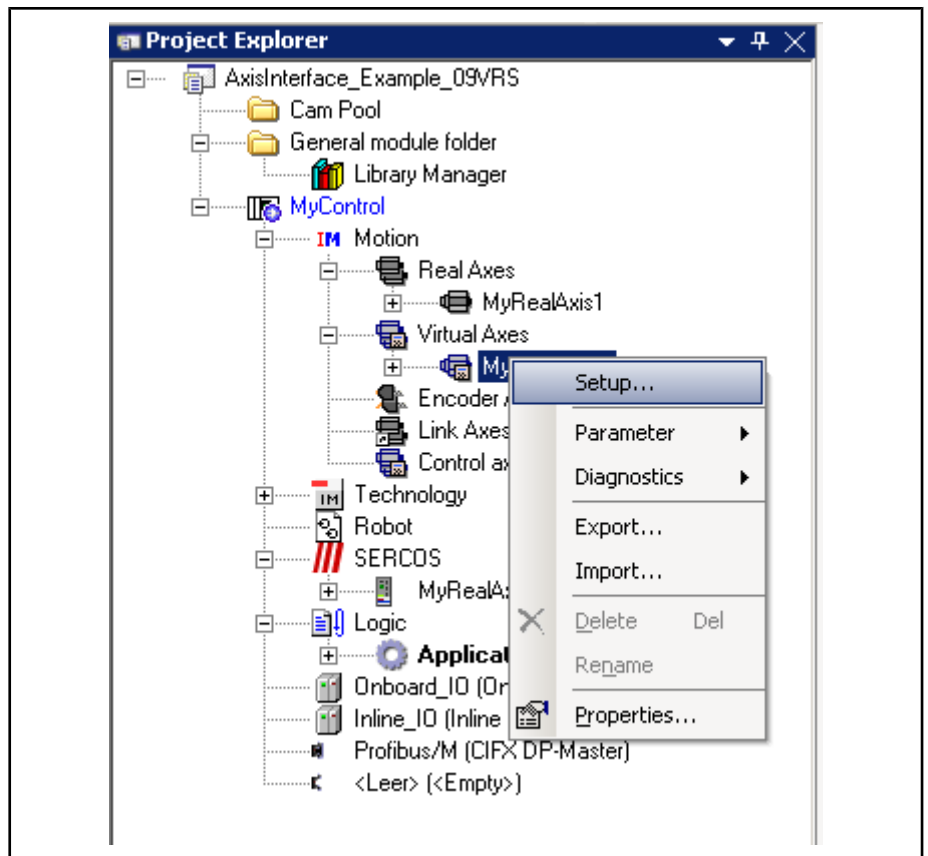 Project Explorer
AxisInterface_Example_09VRS
Cam Pool
General module folder
Library Manager
MyControl
IM Motion
Real Axes
MyRealAxis1
Virtual Axes
My
Encoder
Link Axes
Control ax
IM Technology
Robot
SERCOS
MyRealAx
Logic
Applicat
Onboard_IO (On
Inline_IO (Inline
Profibus/M (CIFX DP-Master)
<Leer> (<Empty>)
Setup...
Parameter
Diagnostics
Export...
Import...
Delete Del
Rename
Properties...